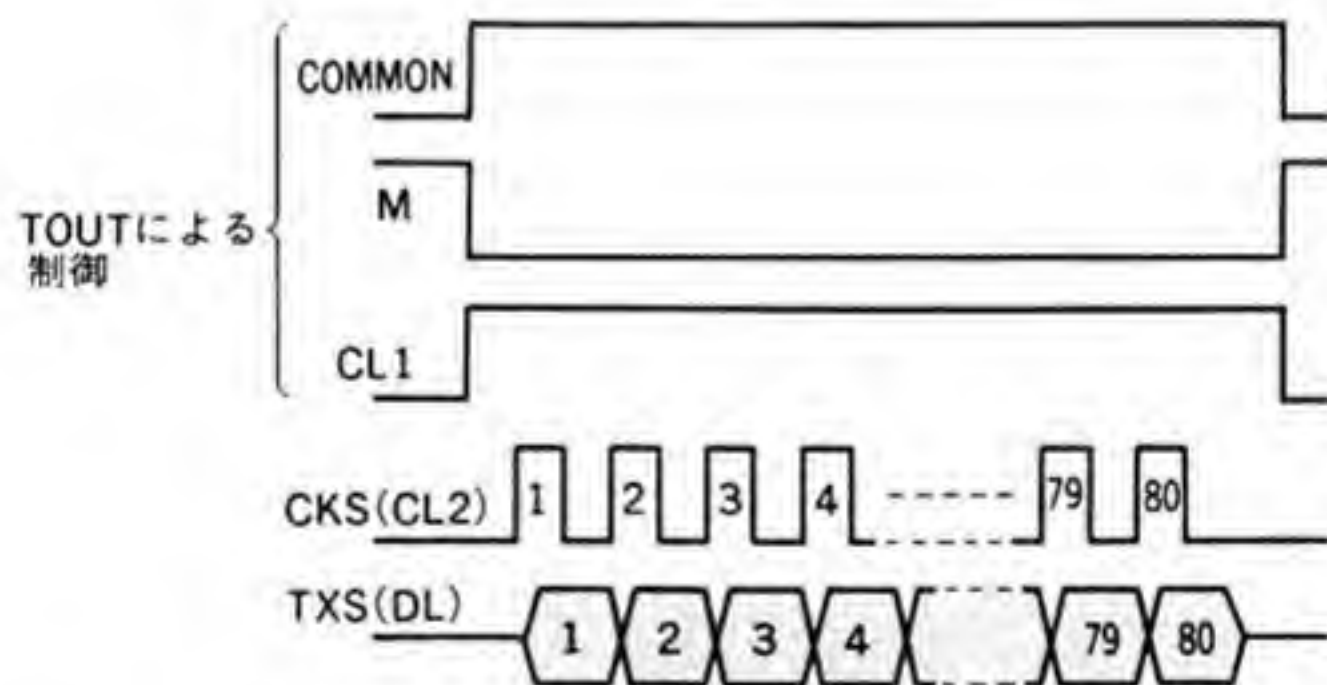 COMMON
M
TOUTによる
制御
CL1
CKS(CL2) 1 2 3 4 79 80
TXS(DL) 1 2 3 4 79 80